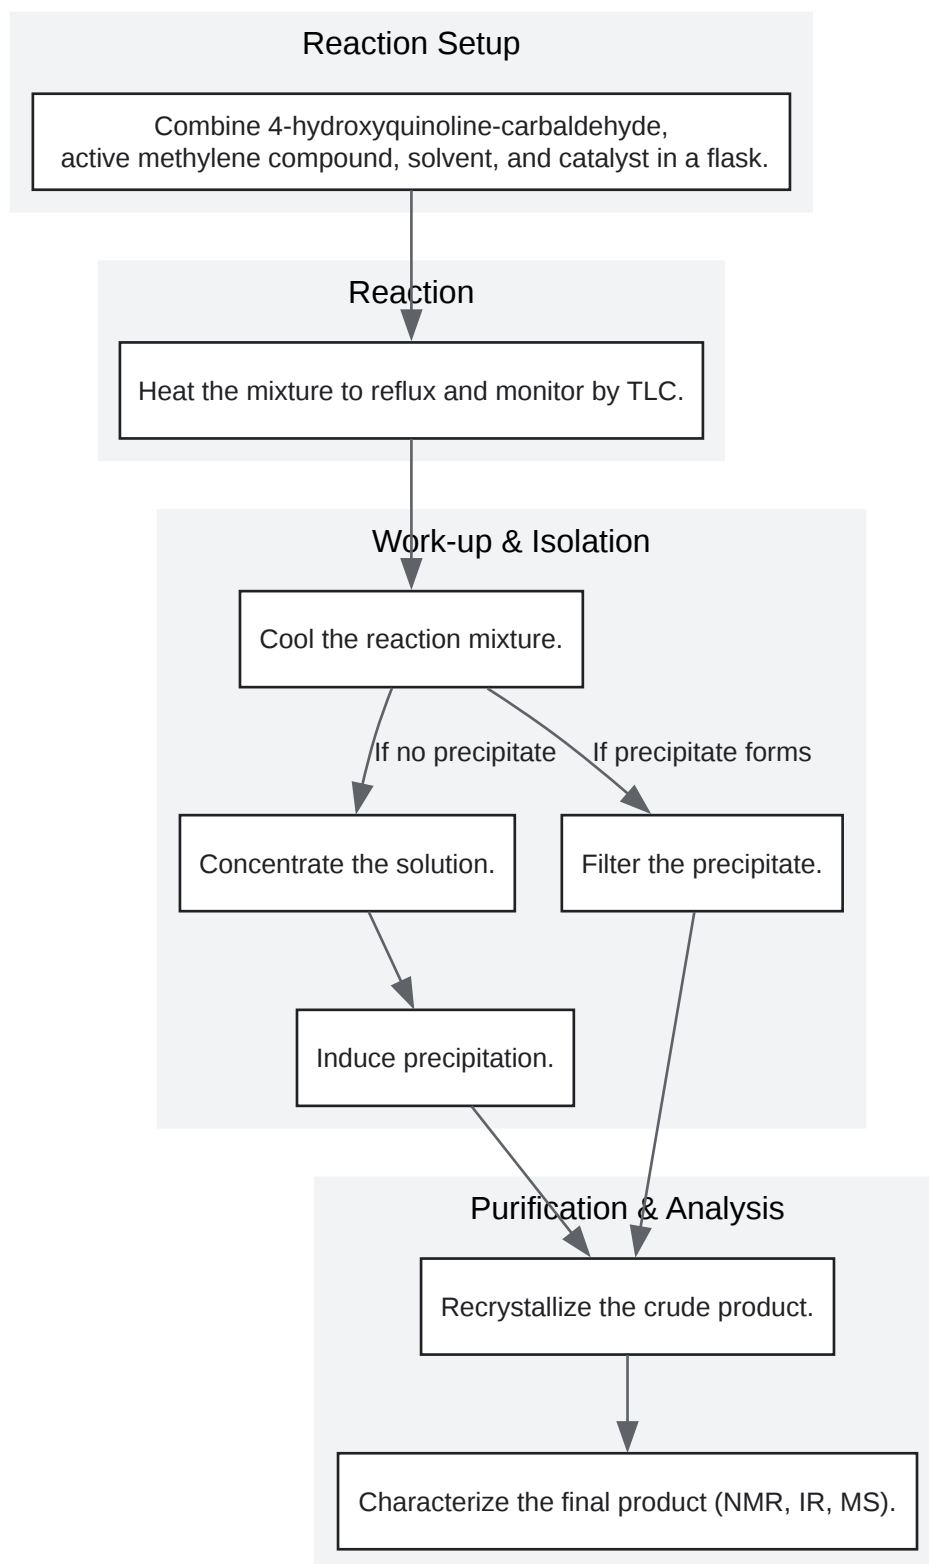 Reaction Setup
Combine 4-hydroxyquinoline-carbaldehyde,
active methylene compound, solvent, and catalyst in a flask.
Reaction
Heat the mixture to reflux and monitor by TLC.
Work-up & Isolation
Cool the reaction mixture.
If no precipitate
If precipitate forms
Concentrate the solution.
Filter the precipitate.
Induce precipitation.
Purification & Analysis
Recrystallize the crude product.
Characterize the final product (NMR, IR, MS).